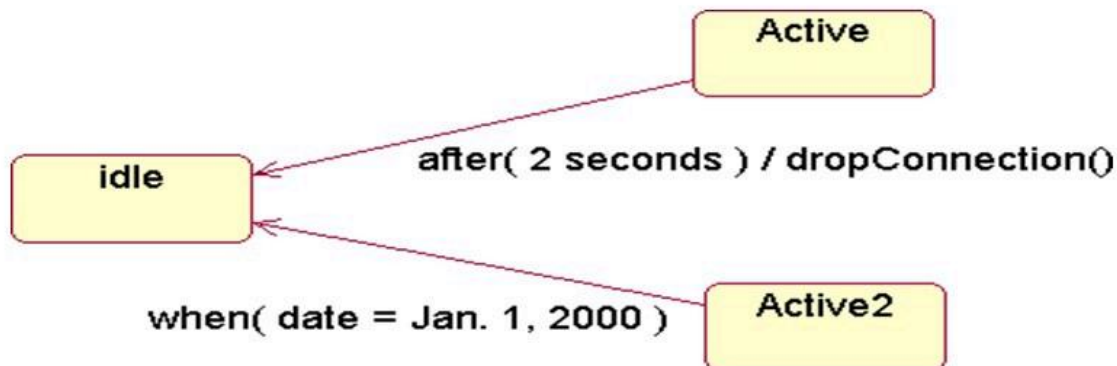 Active
after( 2 seconds ) / dropConnection()
idle
Active2
when( date = Jan. 1, 2000 )